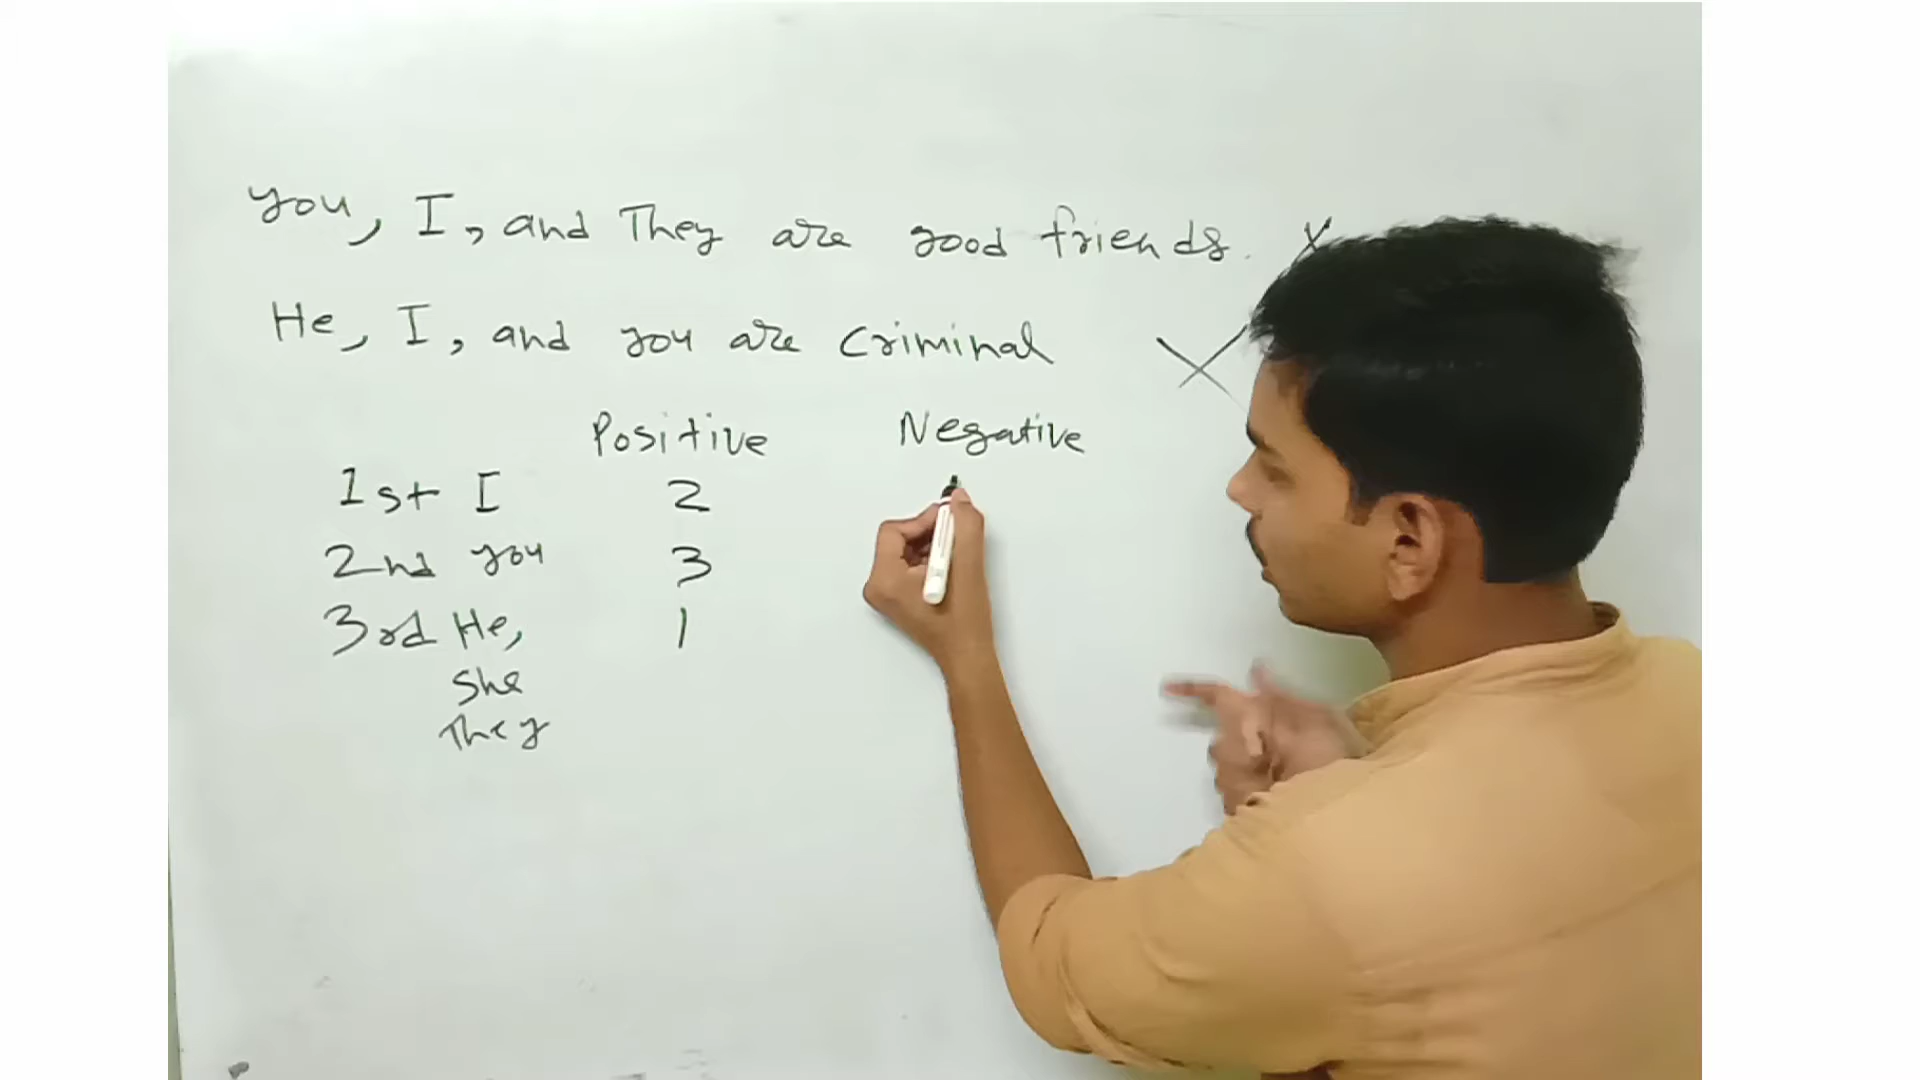 you, I, and They are good friends. X
He, I, and you are Criminal X
Positive Negative
1st I 2
2nd you 3
3rd He, 1
She
They